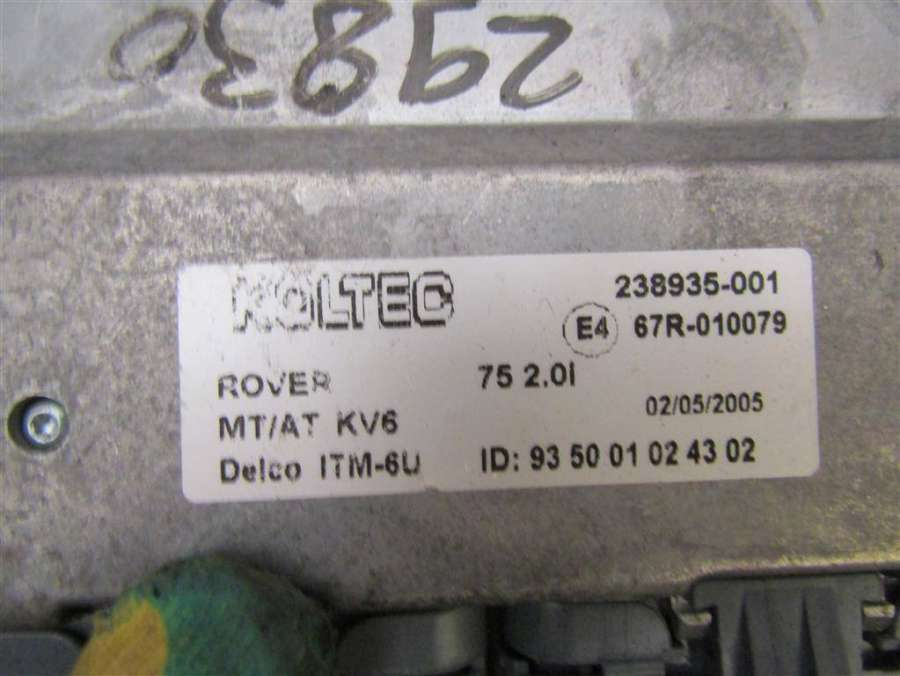 29830
KOLTEC 238935-001
E4 67R-010079
ROVER 75 2.0I
02/05/2005
MT/AT KV6
Delco ITM-6U ID: 93 50 01 02 43 02